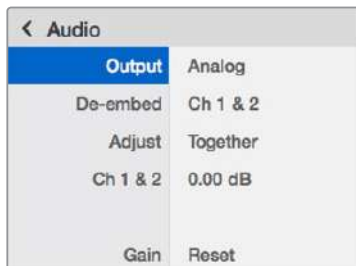 < Audio
Output Analog
De-embed Ch 1 & 2
Adjust Together
Ch 1 & 2 0.00 dB
Gain Reset